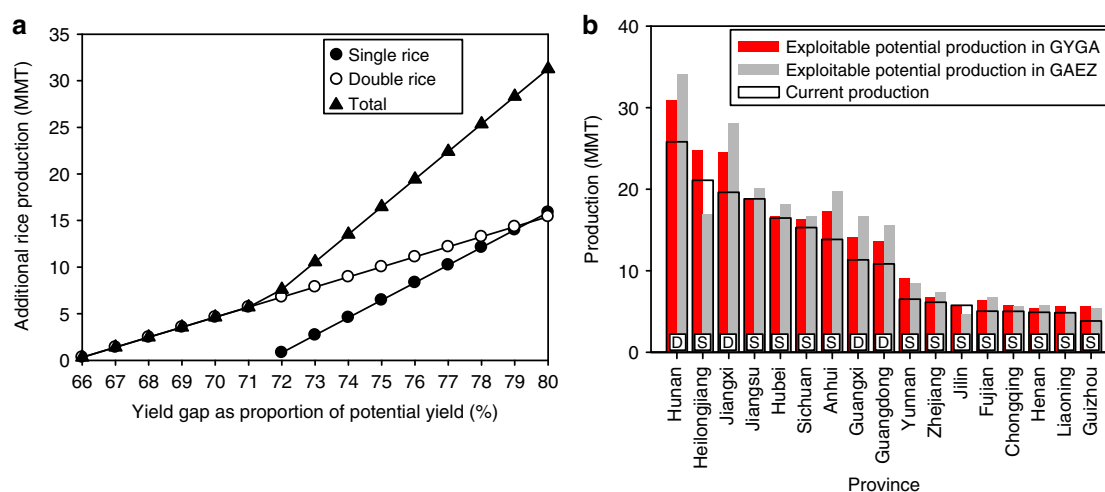 a
Additional rice production (MMT)
35
30
25
20
15
10
5
0
Single rice
Double rice
Total
66 67 68 69 70 71 72 73 74 75 76 77 78 79 80
Yield gap as proportion of potential yield (%)
b
Production (MMT)
40
30
20
10
0
Exploitable potential production in GYGA
Exploitable potential production in GAEZ
Current production
D S D S S S S D D S S S S S S S S
Hunan
Heilongjiang
Jiangxi
Jiangsu
Hubei
Sichuan
Anhui
Guangxi
Guangdong
Yunnan
Zhejiang
Jilin
Fujian
Chongqing
Henan
Liaoning
Guizhou
Province